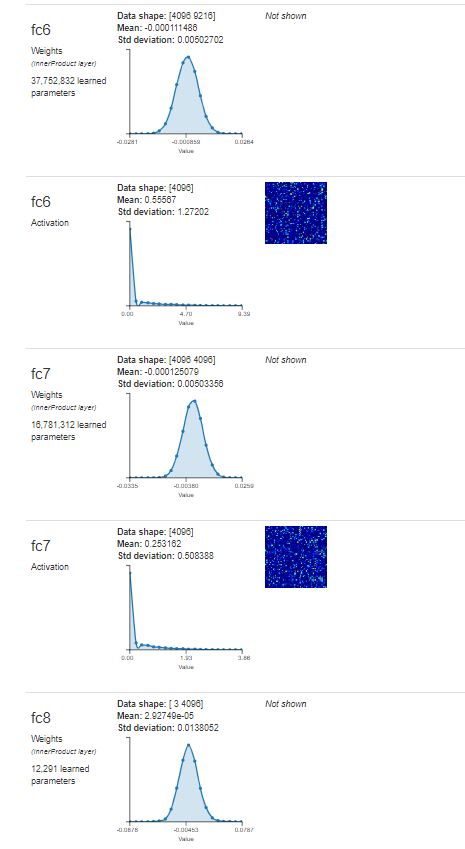 fc6
Weights
(InnerProduct layer)
37,752,832 learned
parameters
Data shape: [4096 9216]
Mean: -0.000111486
Std deviation: 0.00502702
Not shown
-0.0281 -0.000859 0.0264
Value
fc6
Activation
Data shape: [4096]
Mean: 0.55567
Std deviation: 1.27202
0.00 4.70 9.39
Value
fc7
Weights
(InnerProduct layer)
16,781,312 learned
parameters
Data shape: [4096 4096]
Mean: -0.000125079
Std deviation: 0.00503356
Not shown
-0.0335 -0.00380 0.0259
Value
fc7
Activation
Data shape: [4096]
Mean: 0.253162
Std deviation: 0.508388
0.00 1.93 3.86
Value
fc8
Weights
(InnerProduct layer)
12,291 learned
parameters
Data shape: [ 3 4096]
Mean: 2.92749e-05
Std deviation: 0.0138052
Not shown
-0.0878 -0.00453 0.0787
Value